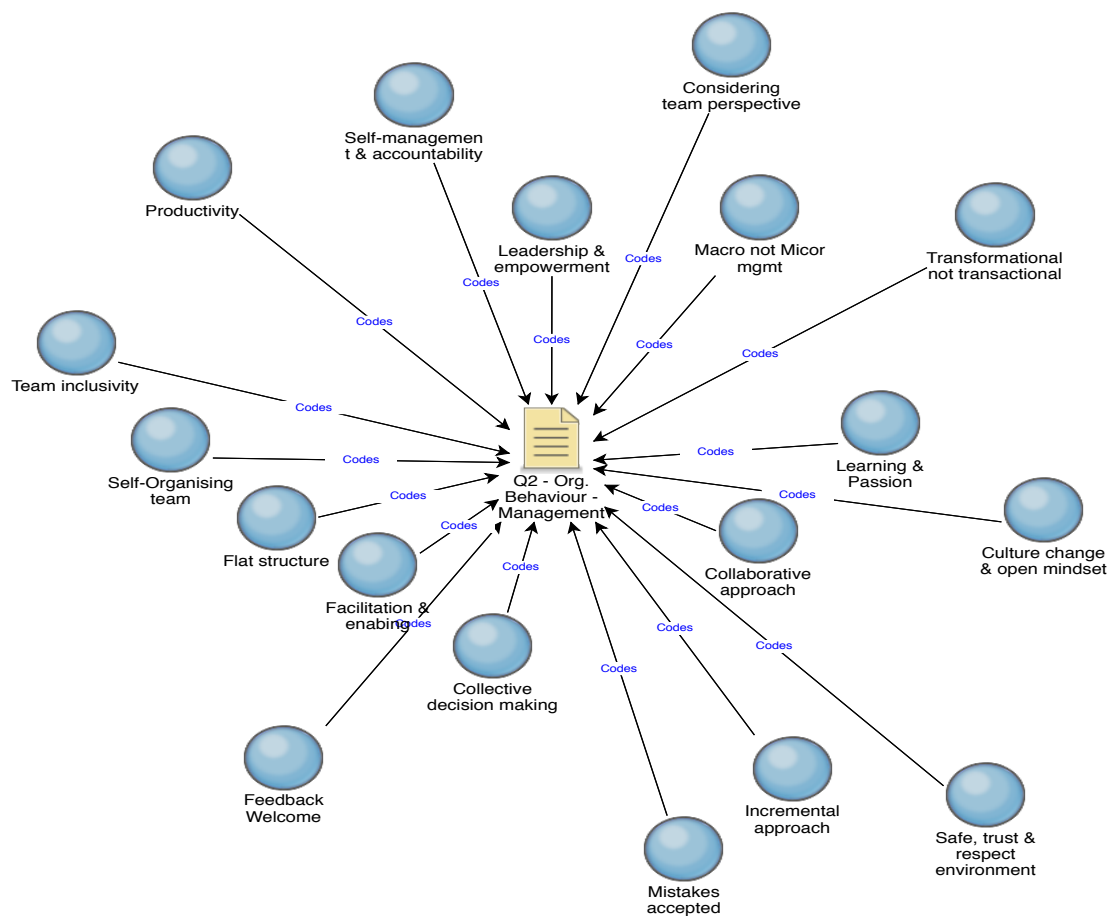 Considering
team perspective
Self-managemen
t & accountability
Productivity
Leadership &
empowerment
Macro not Micor
mgmt
Transformational
not transactional
Codes
Codes
Codes
Codes
Codes
Codes
Codes
Team inclusivity
Codes
Self-Organising
team
Codes
Codes
Learning &
Passion
Q2 - Org.
Behaviour -
Management
Codes
Codes
Codes
Codes
Flat structure
Culture change
& open mindset
Collaborative
approach
Codes
Facilitation &
enabing
Codes
Codes
Codes
Codes
Collective
decision making
Feedback
Welcome
Incremental
approach
Safe, trust &
respect
environment
Mistakes
accepted